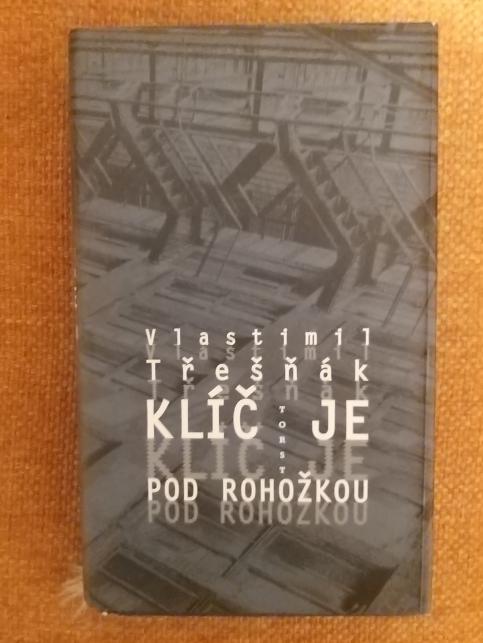 Vlastimil
Třešňák
KLÍČ JE
TORST
POD ROHOŽKOU